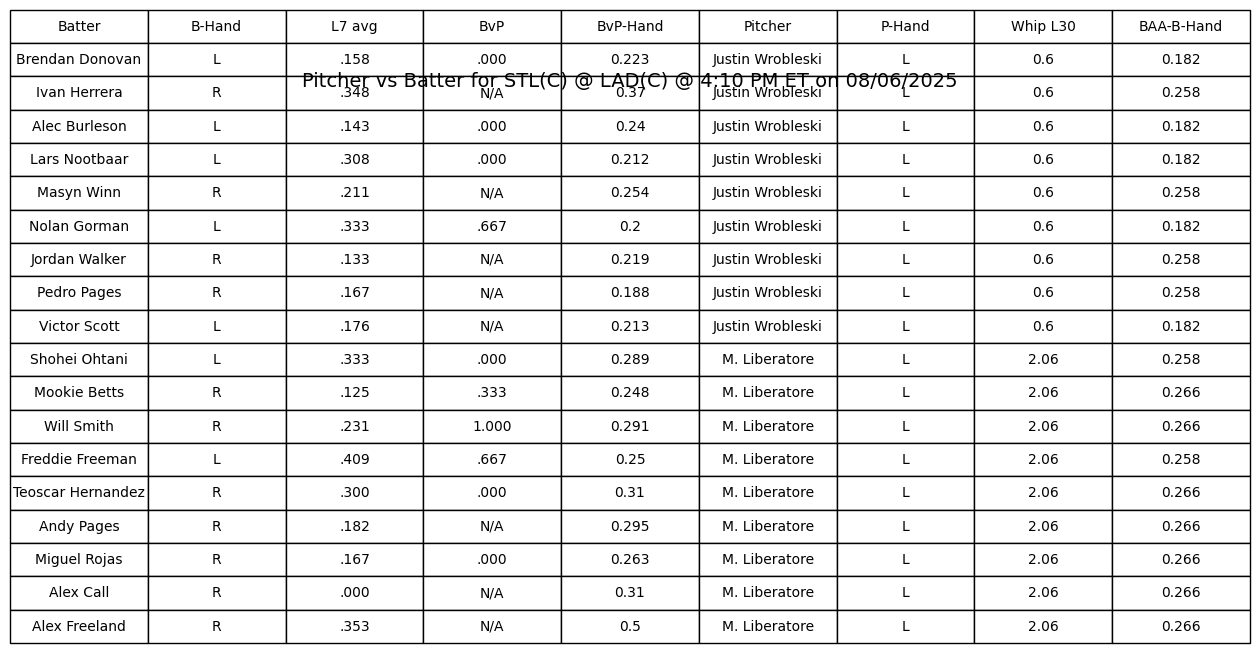 Batter B-Hand L7 avg BvP BvP-Hand Pitcher P-Hand Whip L30 BAA-B-Hand
Brendan Donovan L .158 .000 0.223 Justin Wrobleski L 0.6 0.182
Pitcher vs Batter for STL(C) @ LAD(C) @ 4:10 PM ET on 08/06/2025
Ivan Herrera R .348 N/A 0.37 Justin Wrobleski L 0.6 0.258
Alec Burleson L .143 .000 0.24 Justin Wrobleski L 0.6 0.182
Lars Nootbaar L .308 .000 0.212 Justin Wrobleski L 0.6 0.182
Masyn Winn R .211 N/A 0.254 Justin Wrobleski L 0.6 0.258
Nolan Gorman L .333 .667 0.2 Justin Wrobleski L 0.6 0.182
Jordan Walker R .133 N/A 0.219 Justin Wrobleski L 0.6 0.258
Pedro Pages R .167 N/A 0.188 Justin Wrobleski L 0.6 0.258
Victor Scott L .176 N/A 0.213 Justin Wrobleski L 0.6 0.182
Shohei Ohtani L .333 .000 0.289 M. Liberatore L 2.06 0.258
Mookie Betts R .125 .333 0.248 M. Liberatore L 2.06 0.266
Will Smith R .231 1.000 0.291 M. Liberatore L 2.06 0.266
Freddie Freeman L .409 .667 0.25 M. Liberatore L 2.06 0.258
Teoscar Hernandez R .300 .000 0.31 M. Liberatore L 2.06 0.266
Andy Pages R .182 N/A 0.295 M. Liberatore L 2.06 0.266
Miguel Rojas R .167 .000 0.263 M. Liberatore L 2.06 0.266
Alex Call R .000 N/A 0.31 M. Liberatore L 2.06 0.266
Alex Freeland R .353 N/A 0.5 M. Liberatore L 2.06 0.266